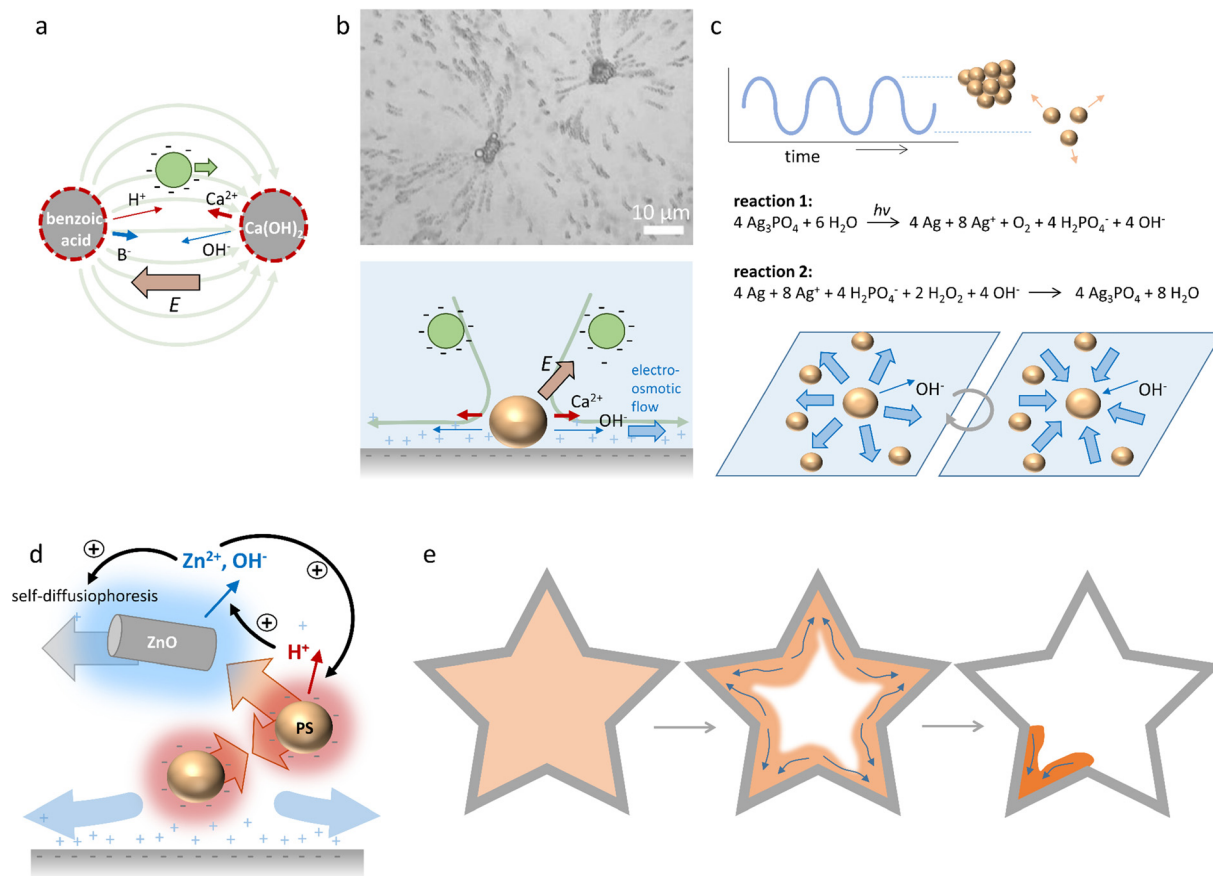 a
benzoic
acid
H⁺
B⁻
Ca²⁺
OH⁻
Ca(OH)₂
E
b
10 µm
E
Ca²⁺
OH⁻
electro-
osmotic
flow
c
time
reaction 1:
4 Ag₃PO₄ + 6 H₂O hv 4 Ag + 8 Ag⁺ + O₂ + 4 H₂PO₄⁻ + 4 OH⁻
reaction 2:
4 Ag + 8 Ag⁺ + 4 H₂PO₄⁻ + 2 H₂O₂ + 4 OH⁻ → 4 Ag₃PO₄ + 8 H₂O
OH⁻
OH⁻
d
Zn²⁺, OH⁻
self-diffusiophoresis
ZnO
H⁺
PS
e